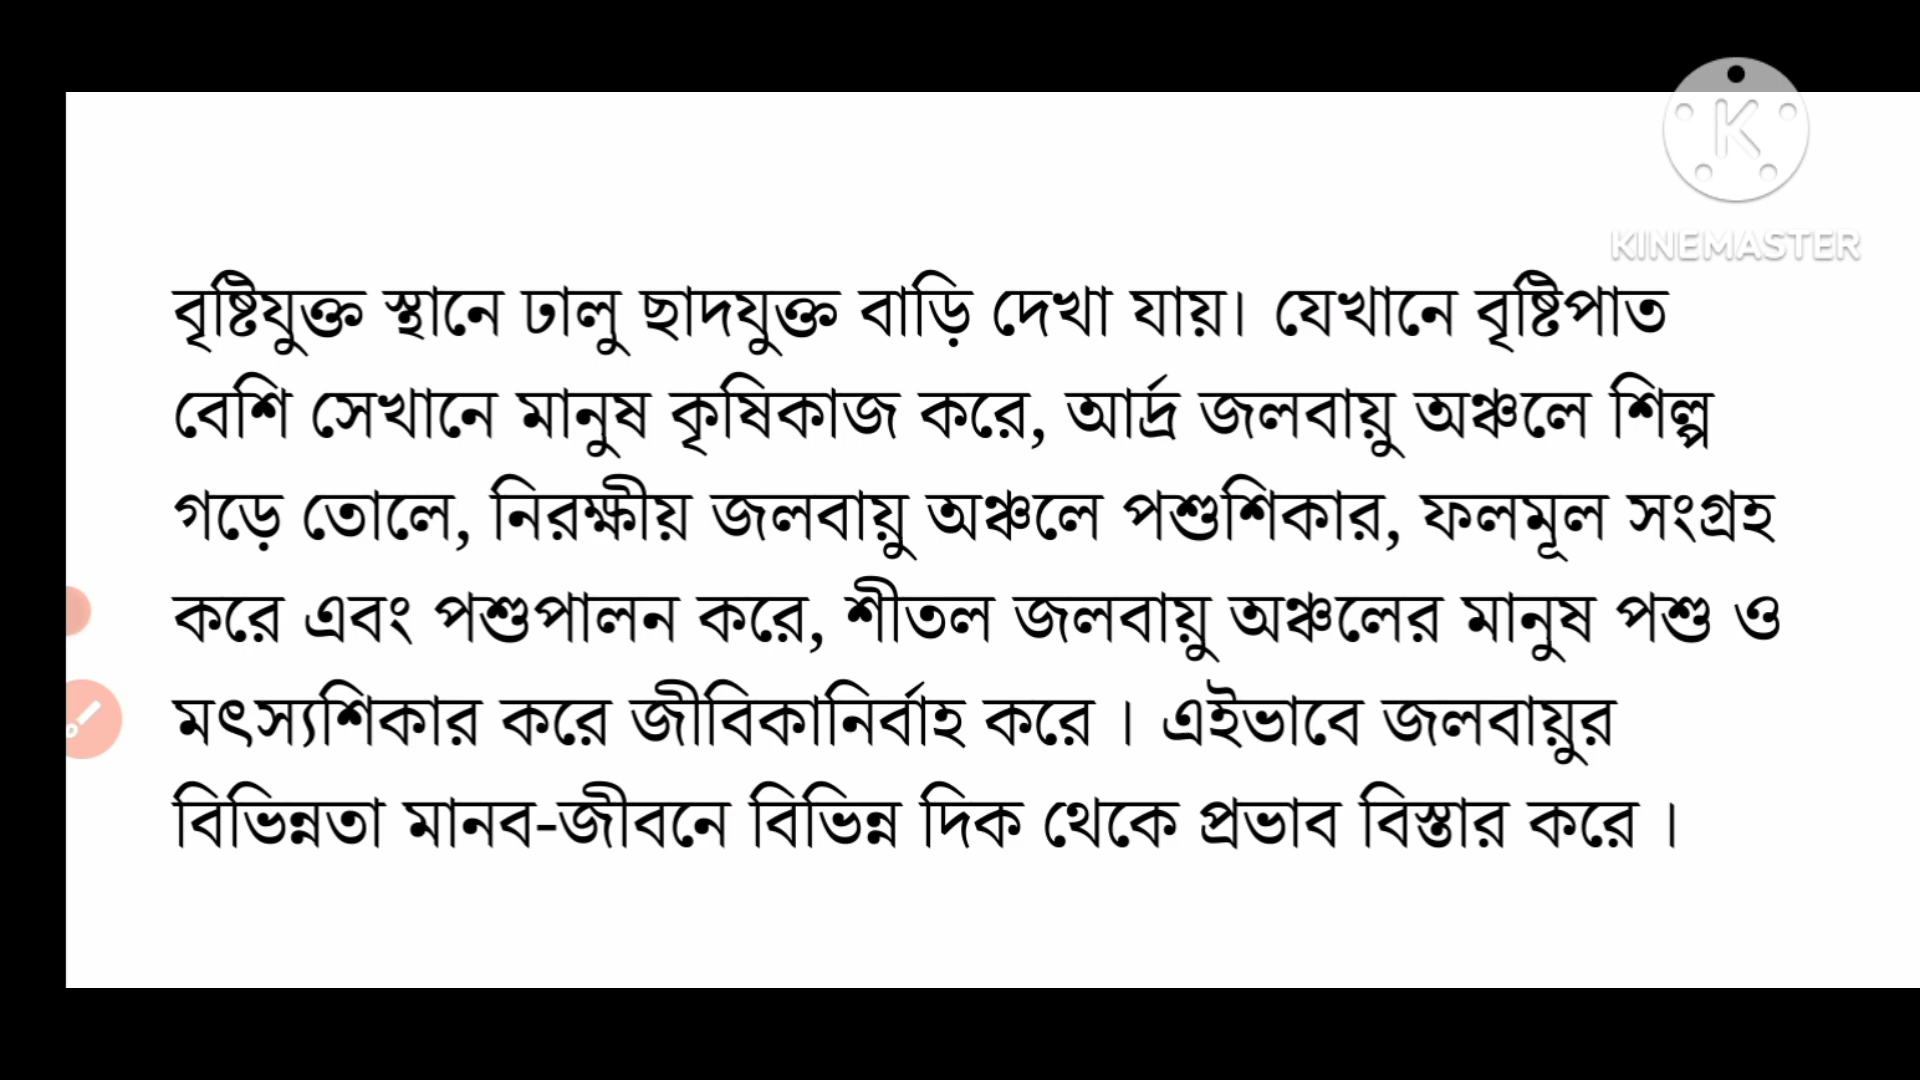 KINEMASTER
বৃষ্টিযুক্ত স্থানে ঢালু ছাদযুক্ত বাড়ি দেখা যায়। যেখানে বৃষ্টিপাত
বেশি সেখানে মানুষ কৃষিকাজ করে, আর্দ্র জলবায়ু অঞ্চলে শিল্প
গড়ে তোলে, নিরক্ষীয় জলবায়ু অঞ্চলে পশুশিকার, ফলমূল সংগ্রহ
করে এবং পশুপালন করে, শীতল জলবায়ু অঞ্চলের মানুষ পশু ও
মৎস্যশিকার করে জীবিকানির্বাহ করে । এইভাবে জলবায়ুর
বিভিন্নতা মানব-জীবনে বিভিন্ন দিক থেকে প্রভাব বিস্তার করে ।